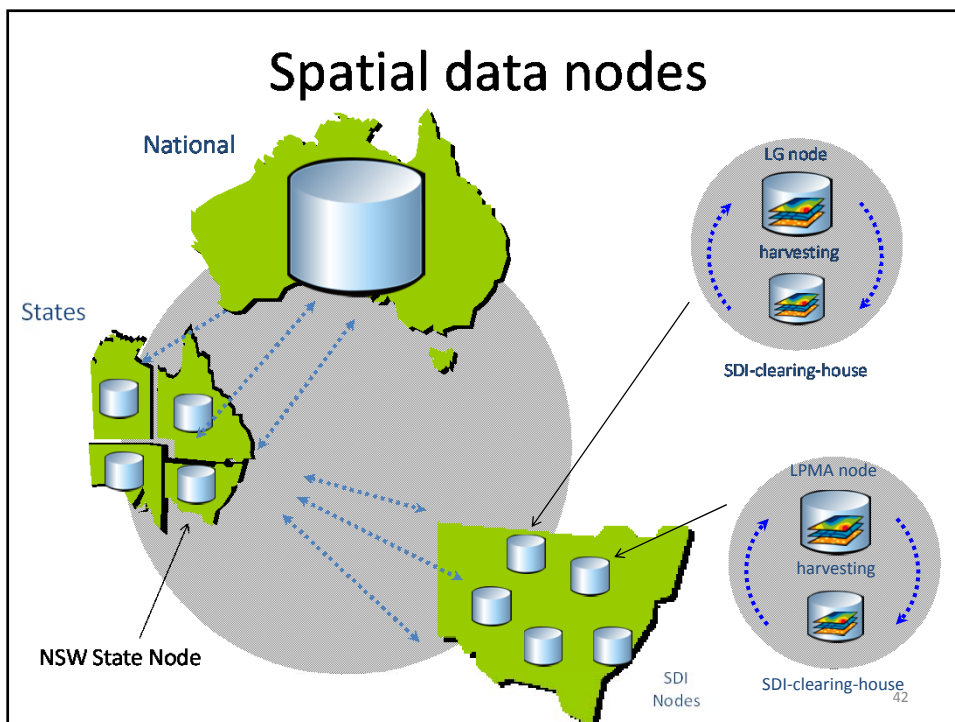 Spatial data nodes
National
LG node
harvesting
SDI-clearing-house
States
LPMA node
harvesting
SDI-clearing-house
NSW State Node
SDI
Nodes
42